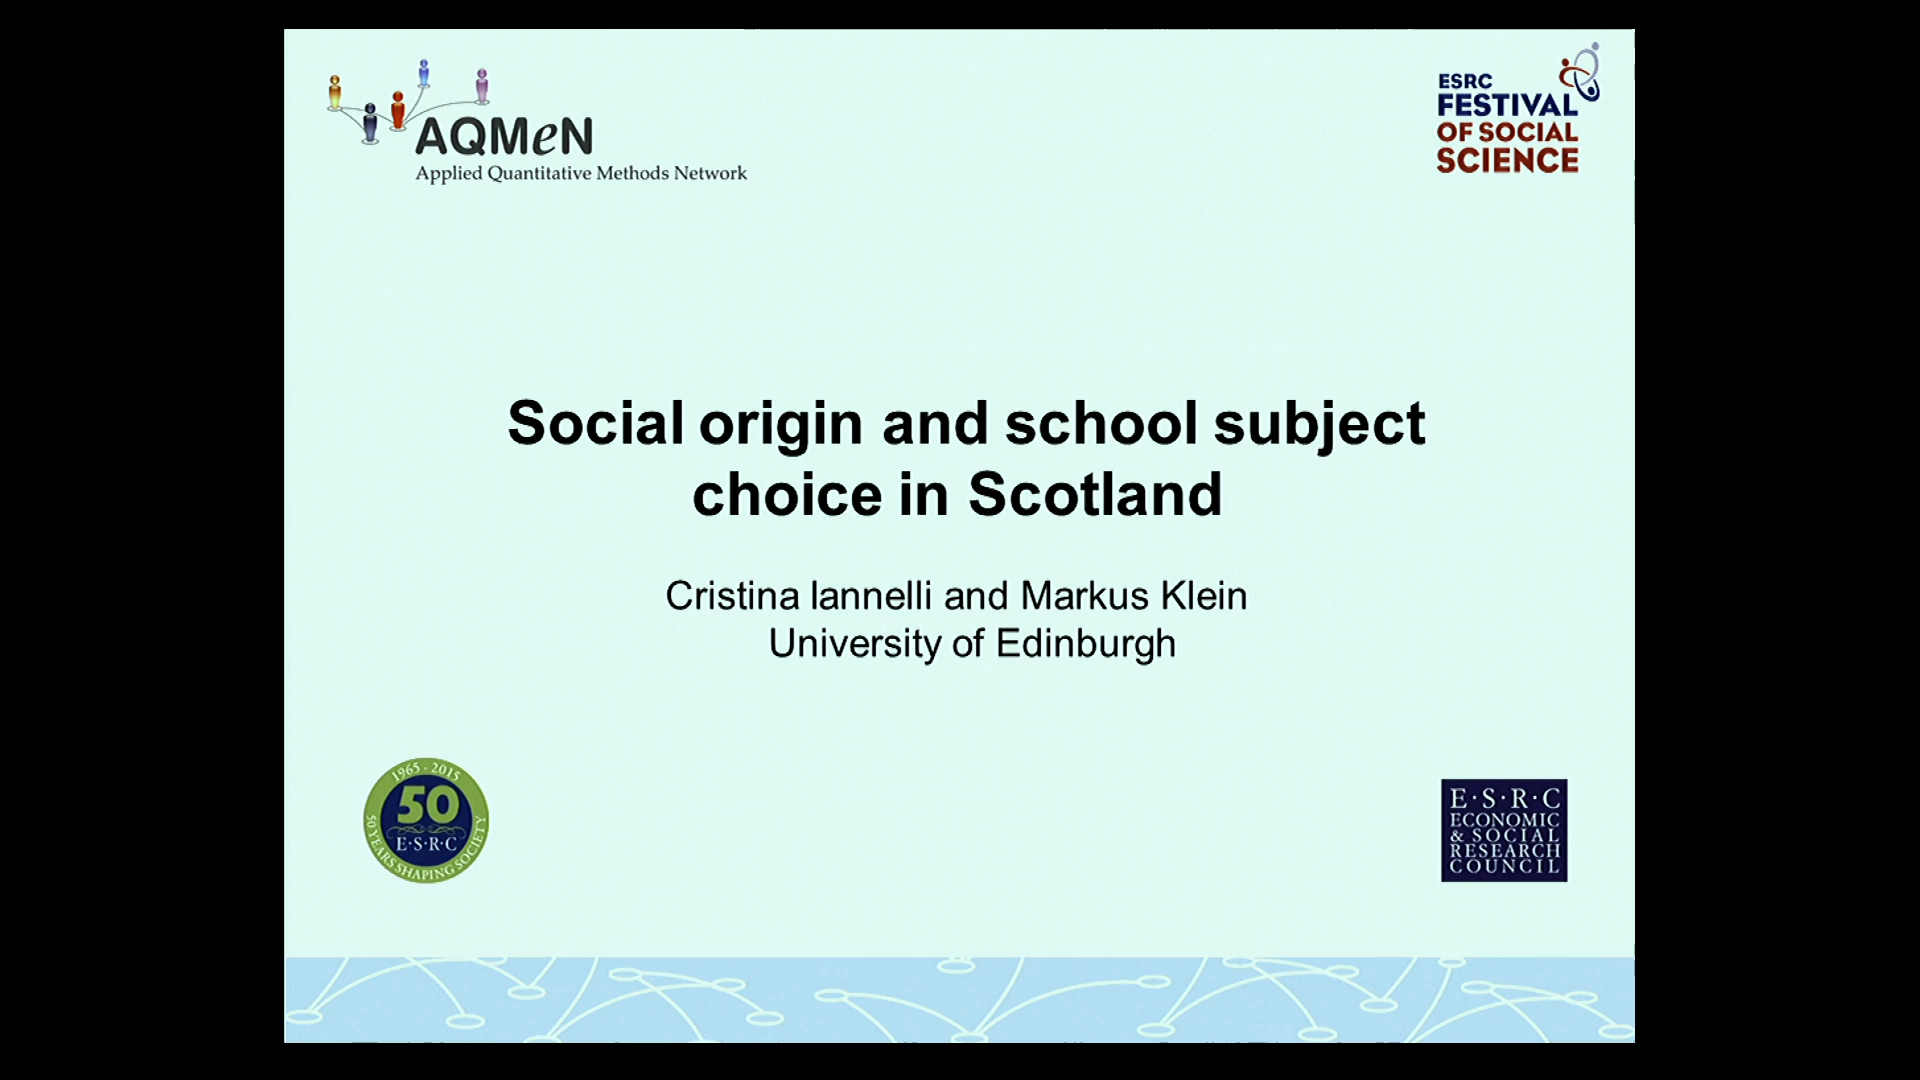 AQMeN
Applied Quantitative Methods Network
ESRC
FESTIVAL
OF SOCIAL
SCIENCE
Social origin and school subject
choice in Scotland
Cristina Iannelli and Markus Klein
University of Edinburgh
1965 - 2015
50
E·S·R·C
50 YEARS SHAPING SOCIETY
E·S·R·C
ECONOMIC
& SOCIAL
RESEARCH
COUNCIL